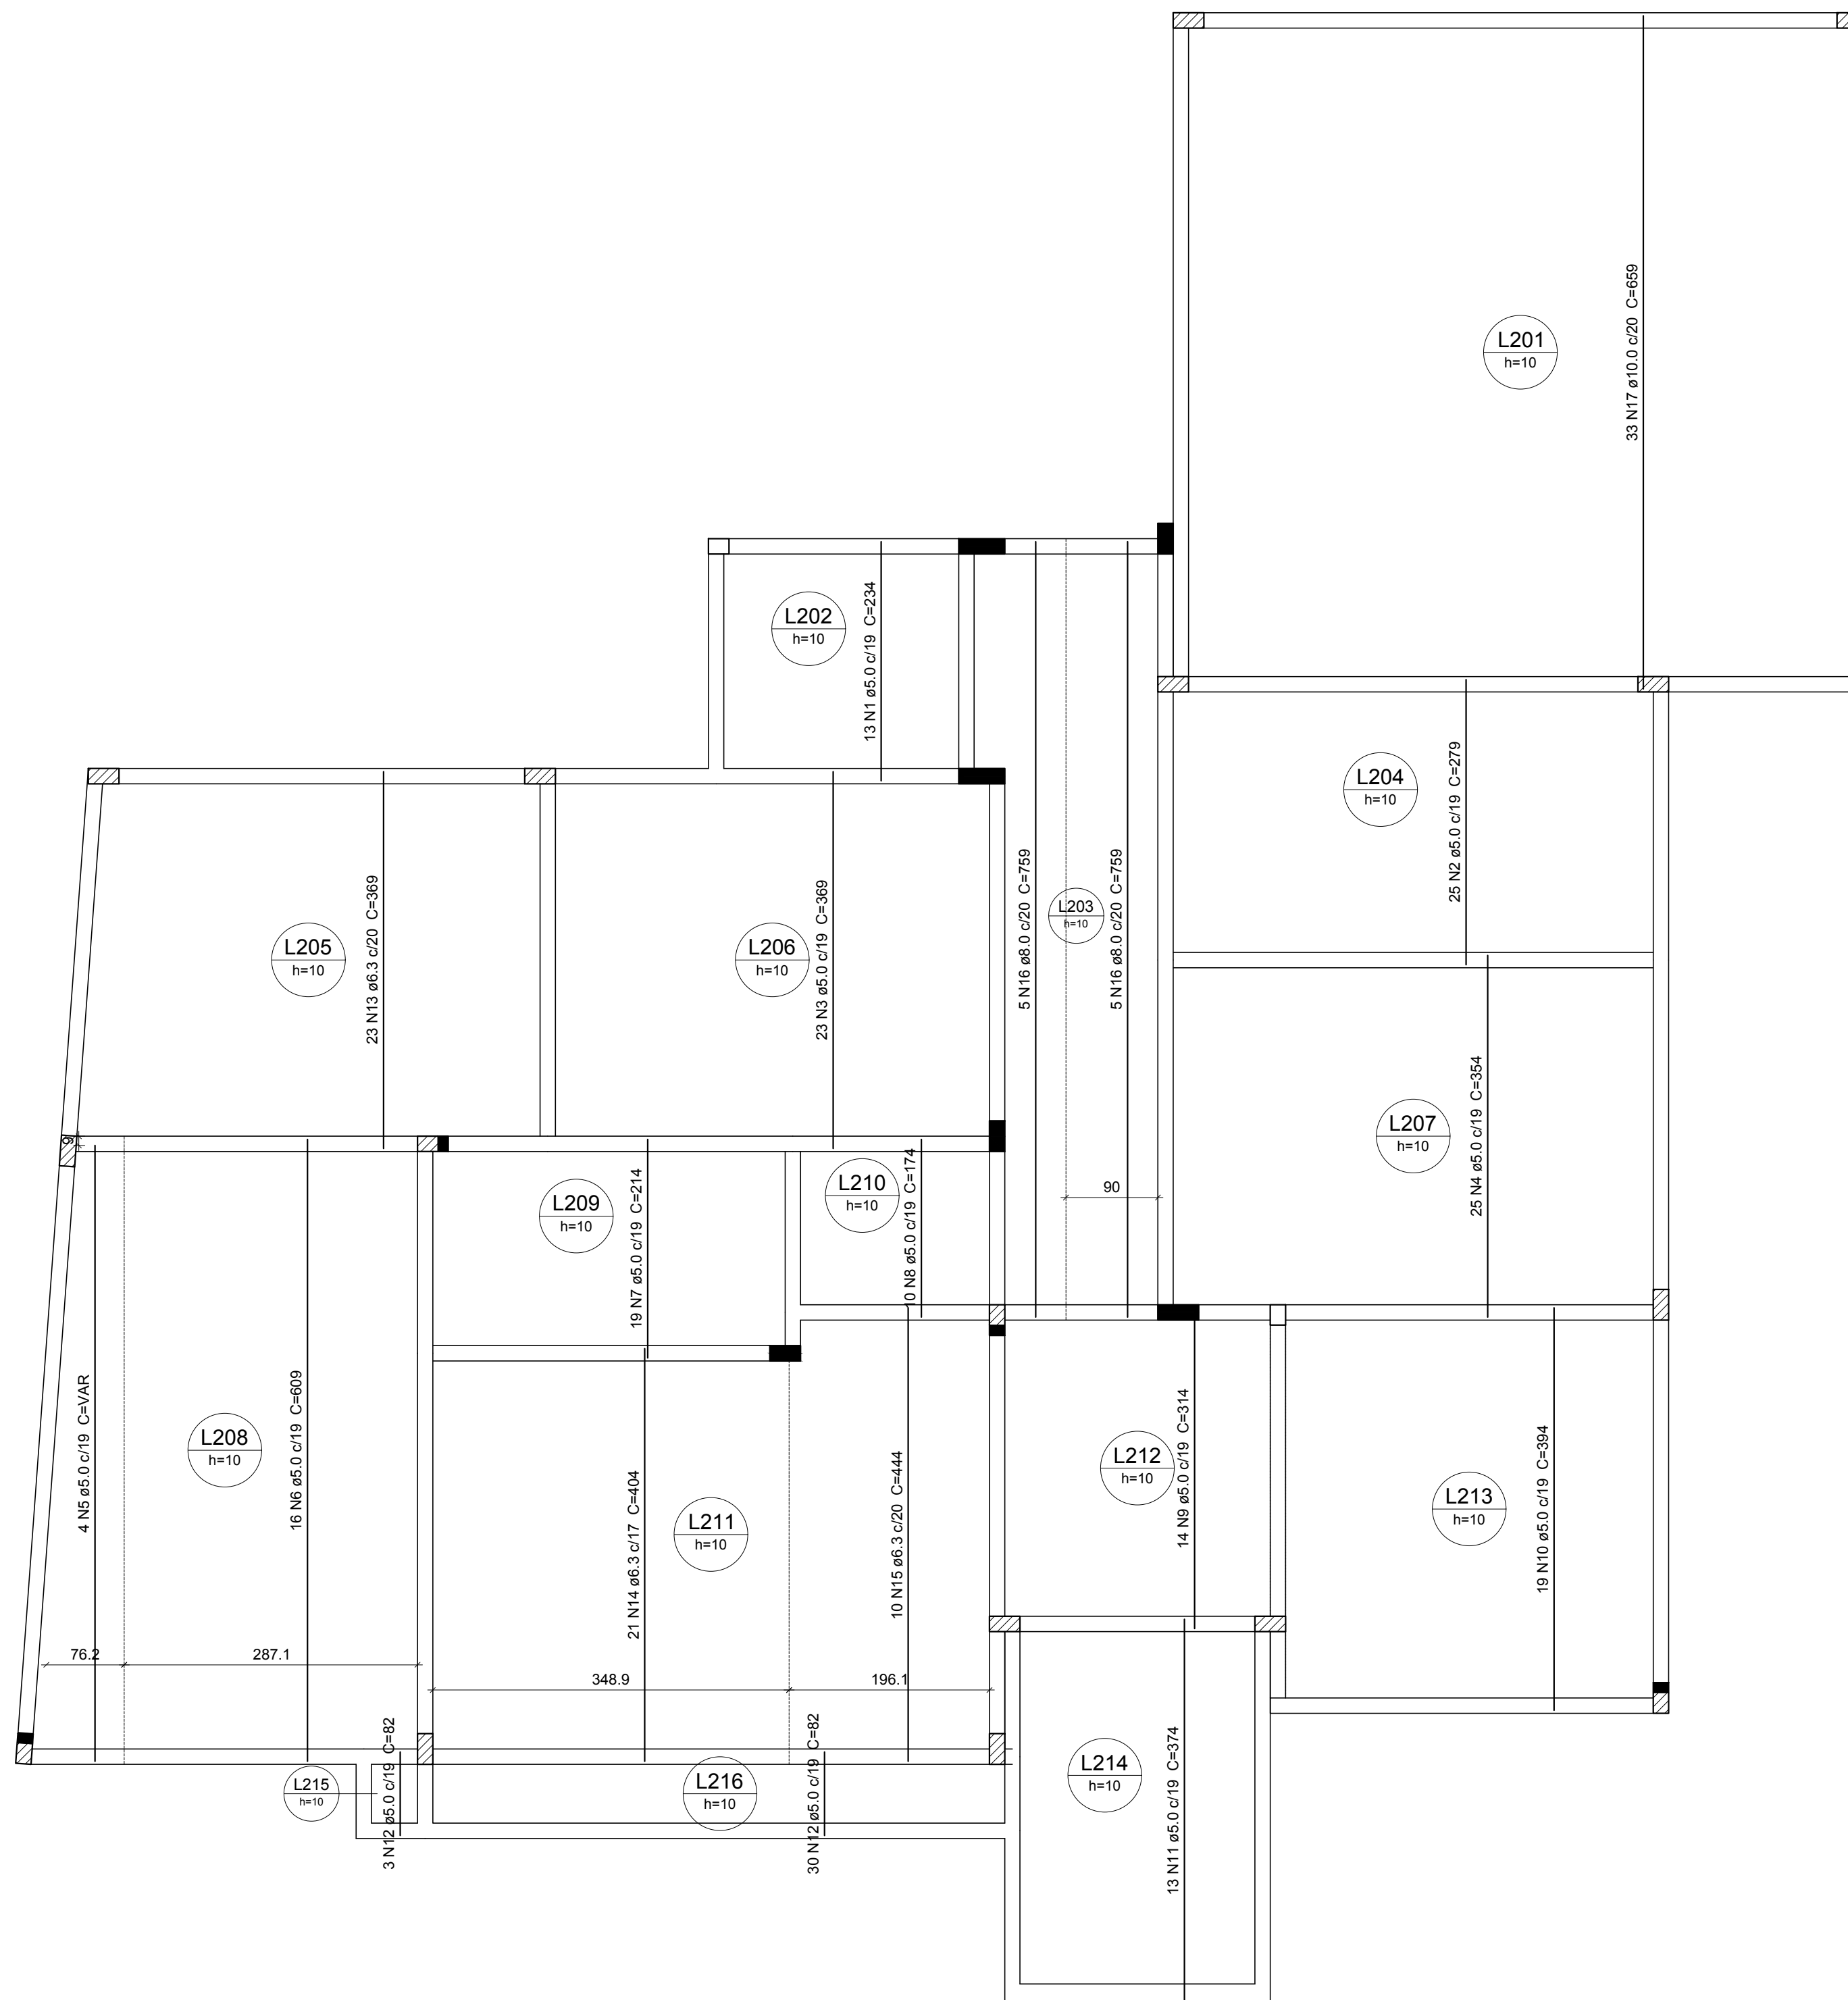 L201
h=10
33 N17 ø10.0 c/20 C=659
L202
h=10
13 N1 ø5.0 c/19 C=234
L204
h=10
25 N2 ø5.0 c/19 C=279
L203
h=10
5 N16 ø8.0 c/20 C=759
5 N16 ø8.0 c/20 C=759
90
L205
h=10
23 N13 ø6.3 c/20 C=369
L206
h=10
23 N3 ø5.0 c/19 C=369
L207
h=10
25 N4 ø5.0 c/19 C=354
9
L210
h=10
10 N8 ø5.0 c/19 C=174
L209
h=10
19 N7 ø5.0 c/19 C=214
L208
h=10
4 N5 ø5.0 c/19 C=VAR
16 N6 ø5.0 c/19 C=609
76.2
287.1
L211
h=10
21 N14 ø6.3 c/17 C=404
10 N15 ø6.3 c/20 C=444
348.9
196.1
L212
h=10
14 N9 ø5.0 c/19 C=314
L213
h=10
19 N10 ø5.0 c/19 C=394
L214
h=10
13 N11 ø5.0 c/19 C=374
L215
h=10
3 N12 ø5.0 c/19 C=82
L216
h=10
30 N12 ø5.0 c/19 C=82